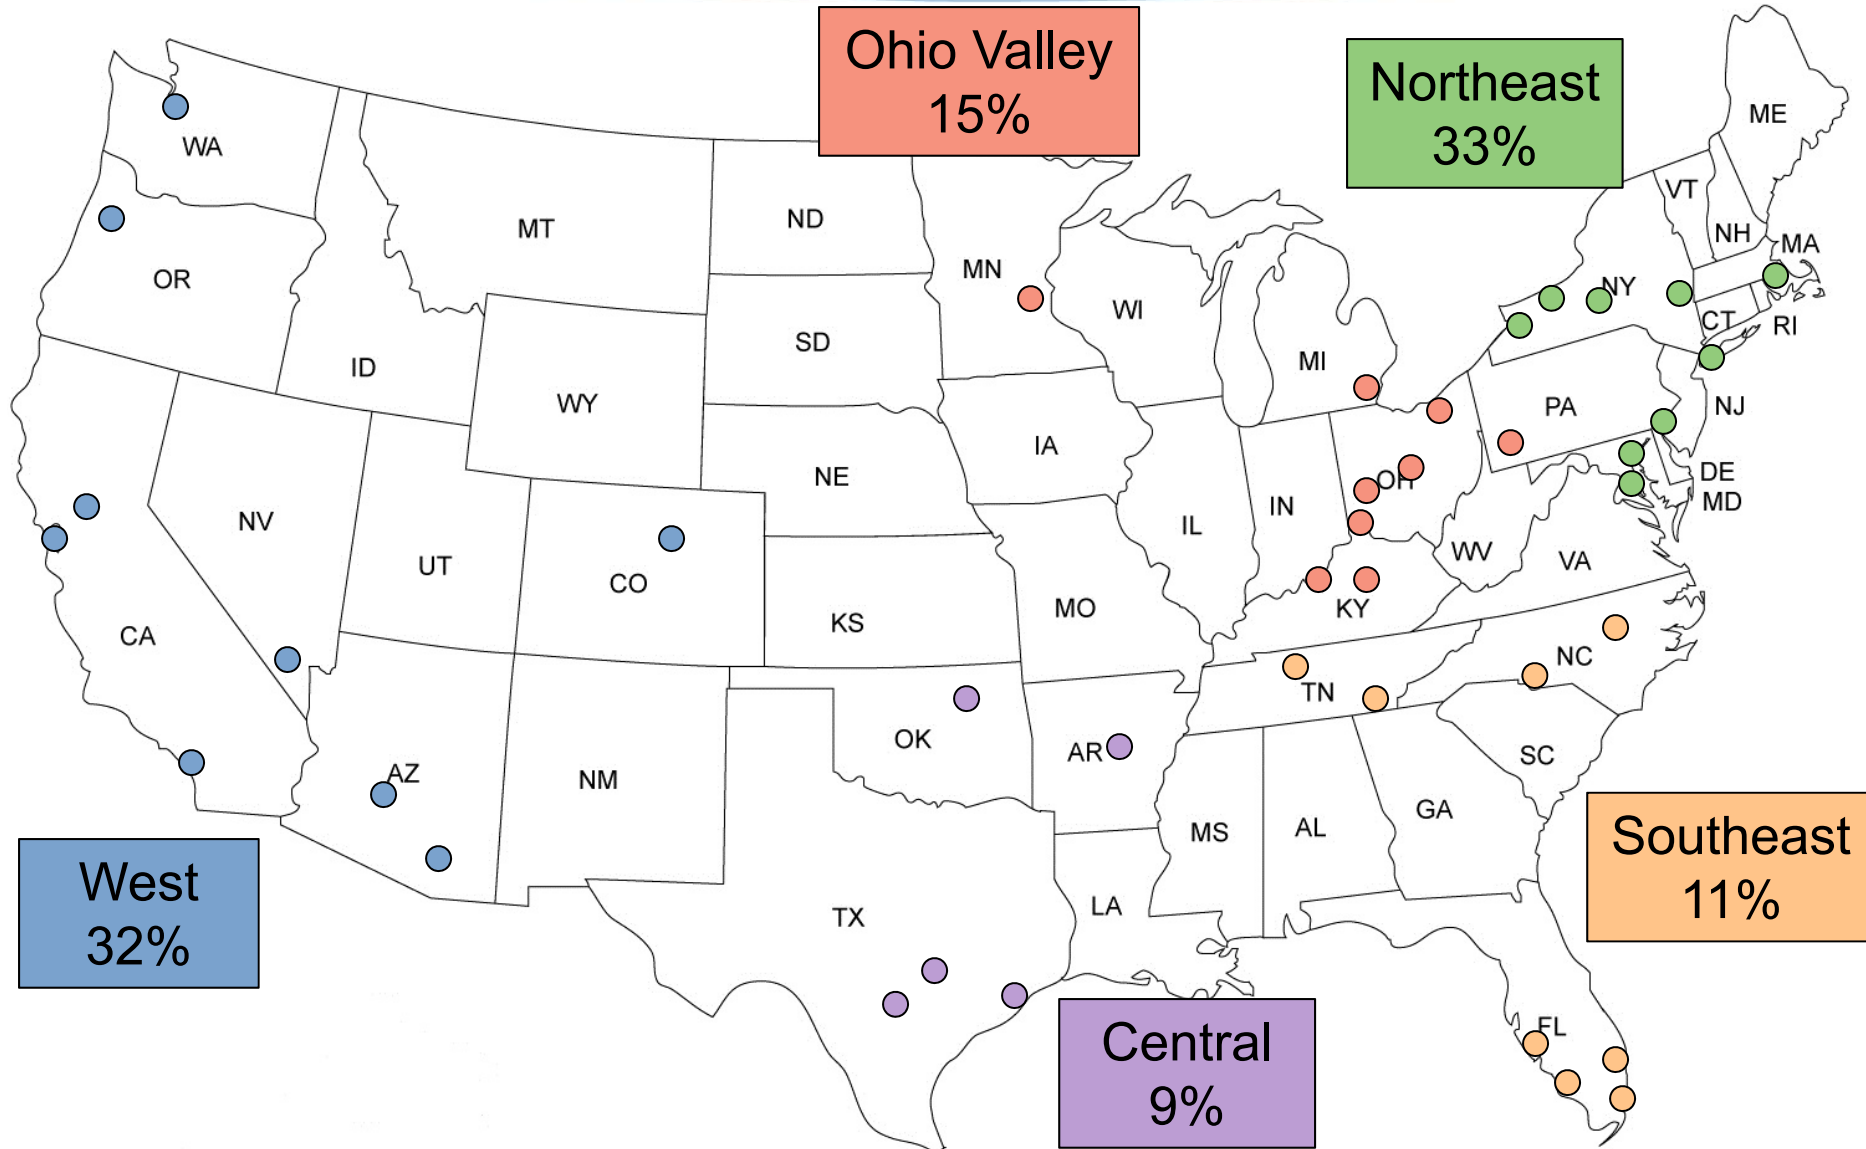 Ohio Valley
15%
Northeast
33%
ME
WA
VT
MT
ND
NH
MA
OR
MN
NY
WI
CT
RI
SD
MI
ID
WY
PA
NJ
IA
NE
OH
DE
MD
NV
IN
IL
WV
VA
UT
CO
KS
MO
KY
CA
NC
TN
OK
AR
SC
AZ
NM
GA
MS
AL
West
32%
Southeast
11%
TX
LA
FL
Central
9%